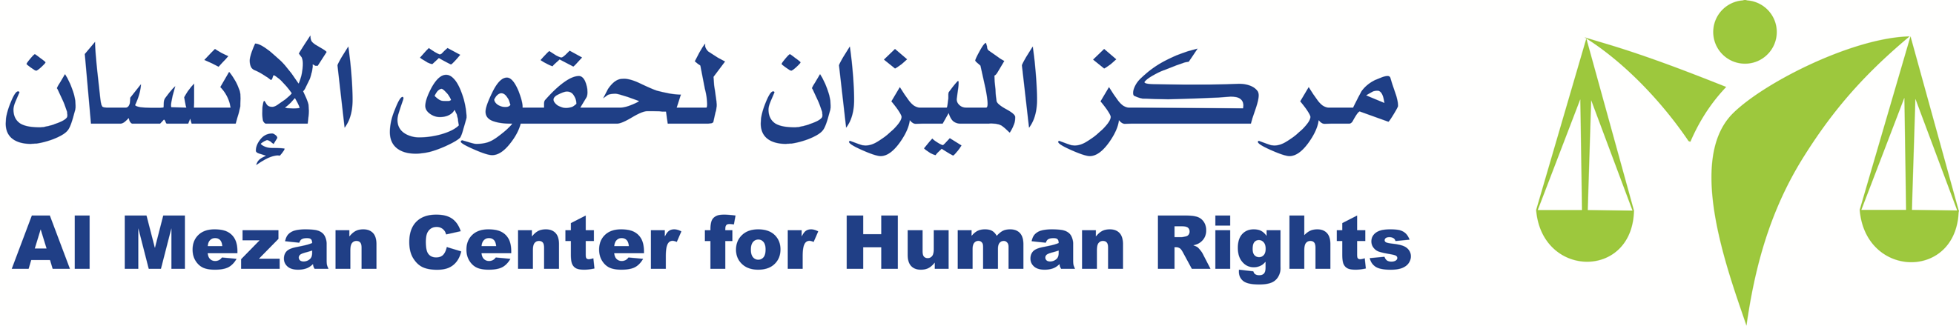 مركز الميزان لحقوق الإنسان
Al Mezan Center for Human Rights